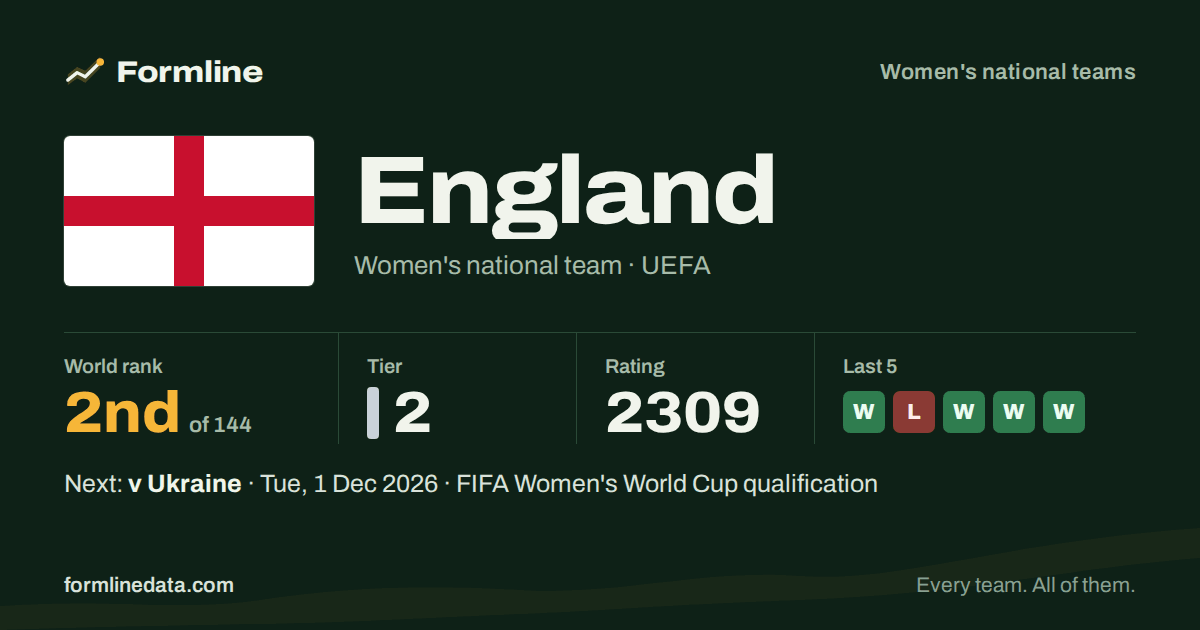 Formline
Women's national teams
England
Women's national team · UEFA
World rank
2nd of 144
Tier
2
Rating
2309
Last 5
W L W W W
Next: v Ukraine · Tue, 1 Dec 2026 · FIFA Women's World Cup qualification
formlinedata.com
Every team. All of them.